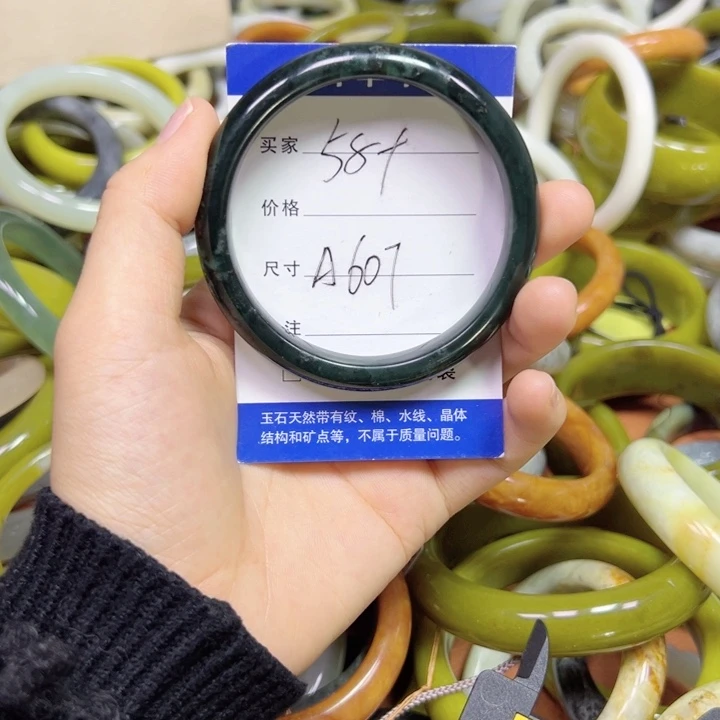 买家 58+
价格
尺寸 A607
注
玉石天然带有纹、棉、水线、晶体
结构和矿点等，不属于质量问题。